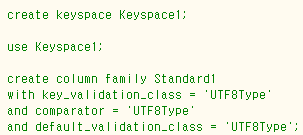 create keyspace Keyspace1;
use Keyspace1;
create column family Standard1
with key_validation_class = 'UTF8Type'
and comparator = 'UTF8Type'
and default_validation_class = 'UTF8Type';